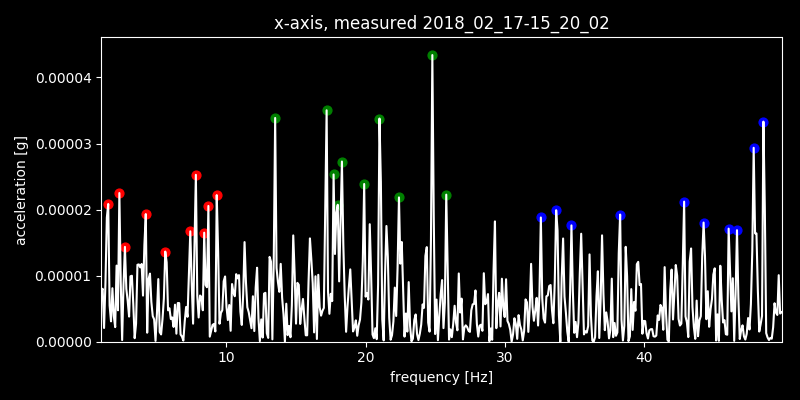 x-axis, measured 2018_02_17-15_20_02
0.00004
0.00003
0.00002
0.00001
0.00000
acceleration [g]
10 20 30 40
frequency [Hz]